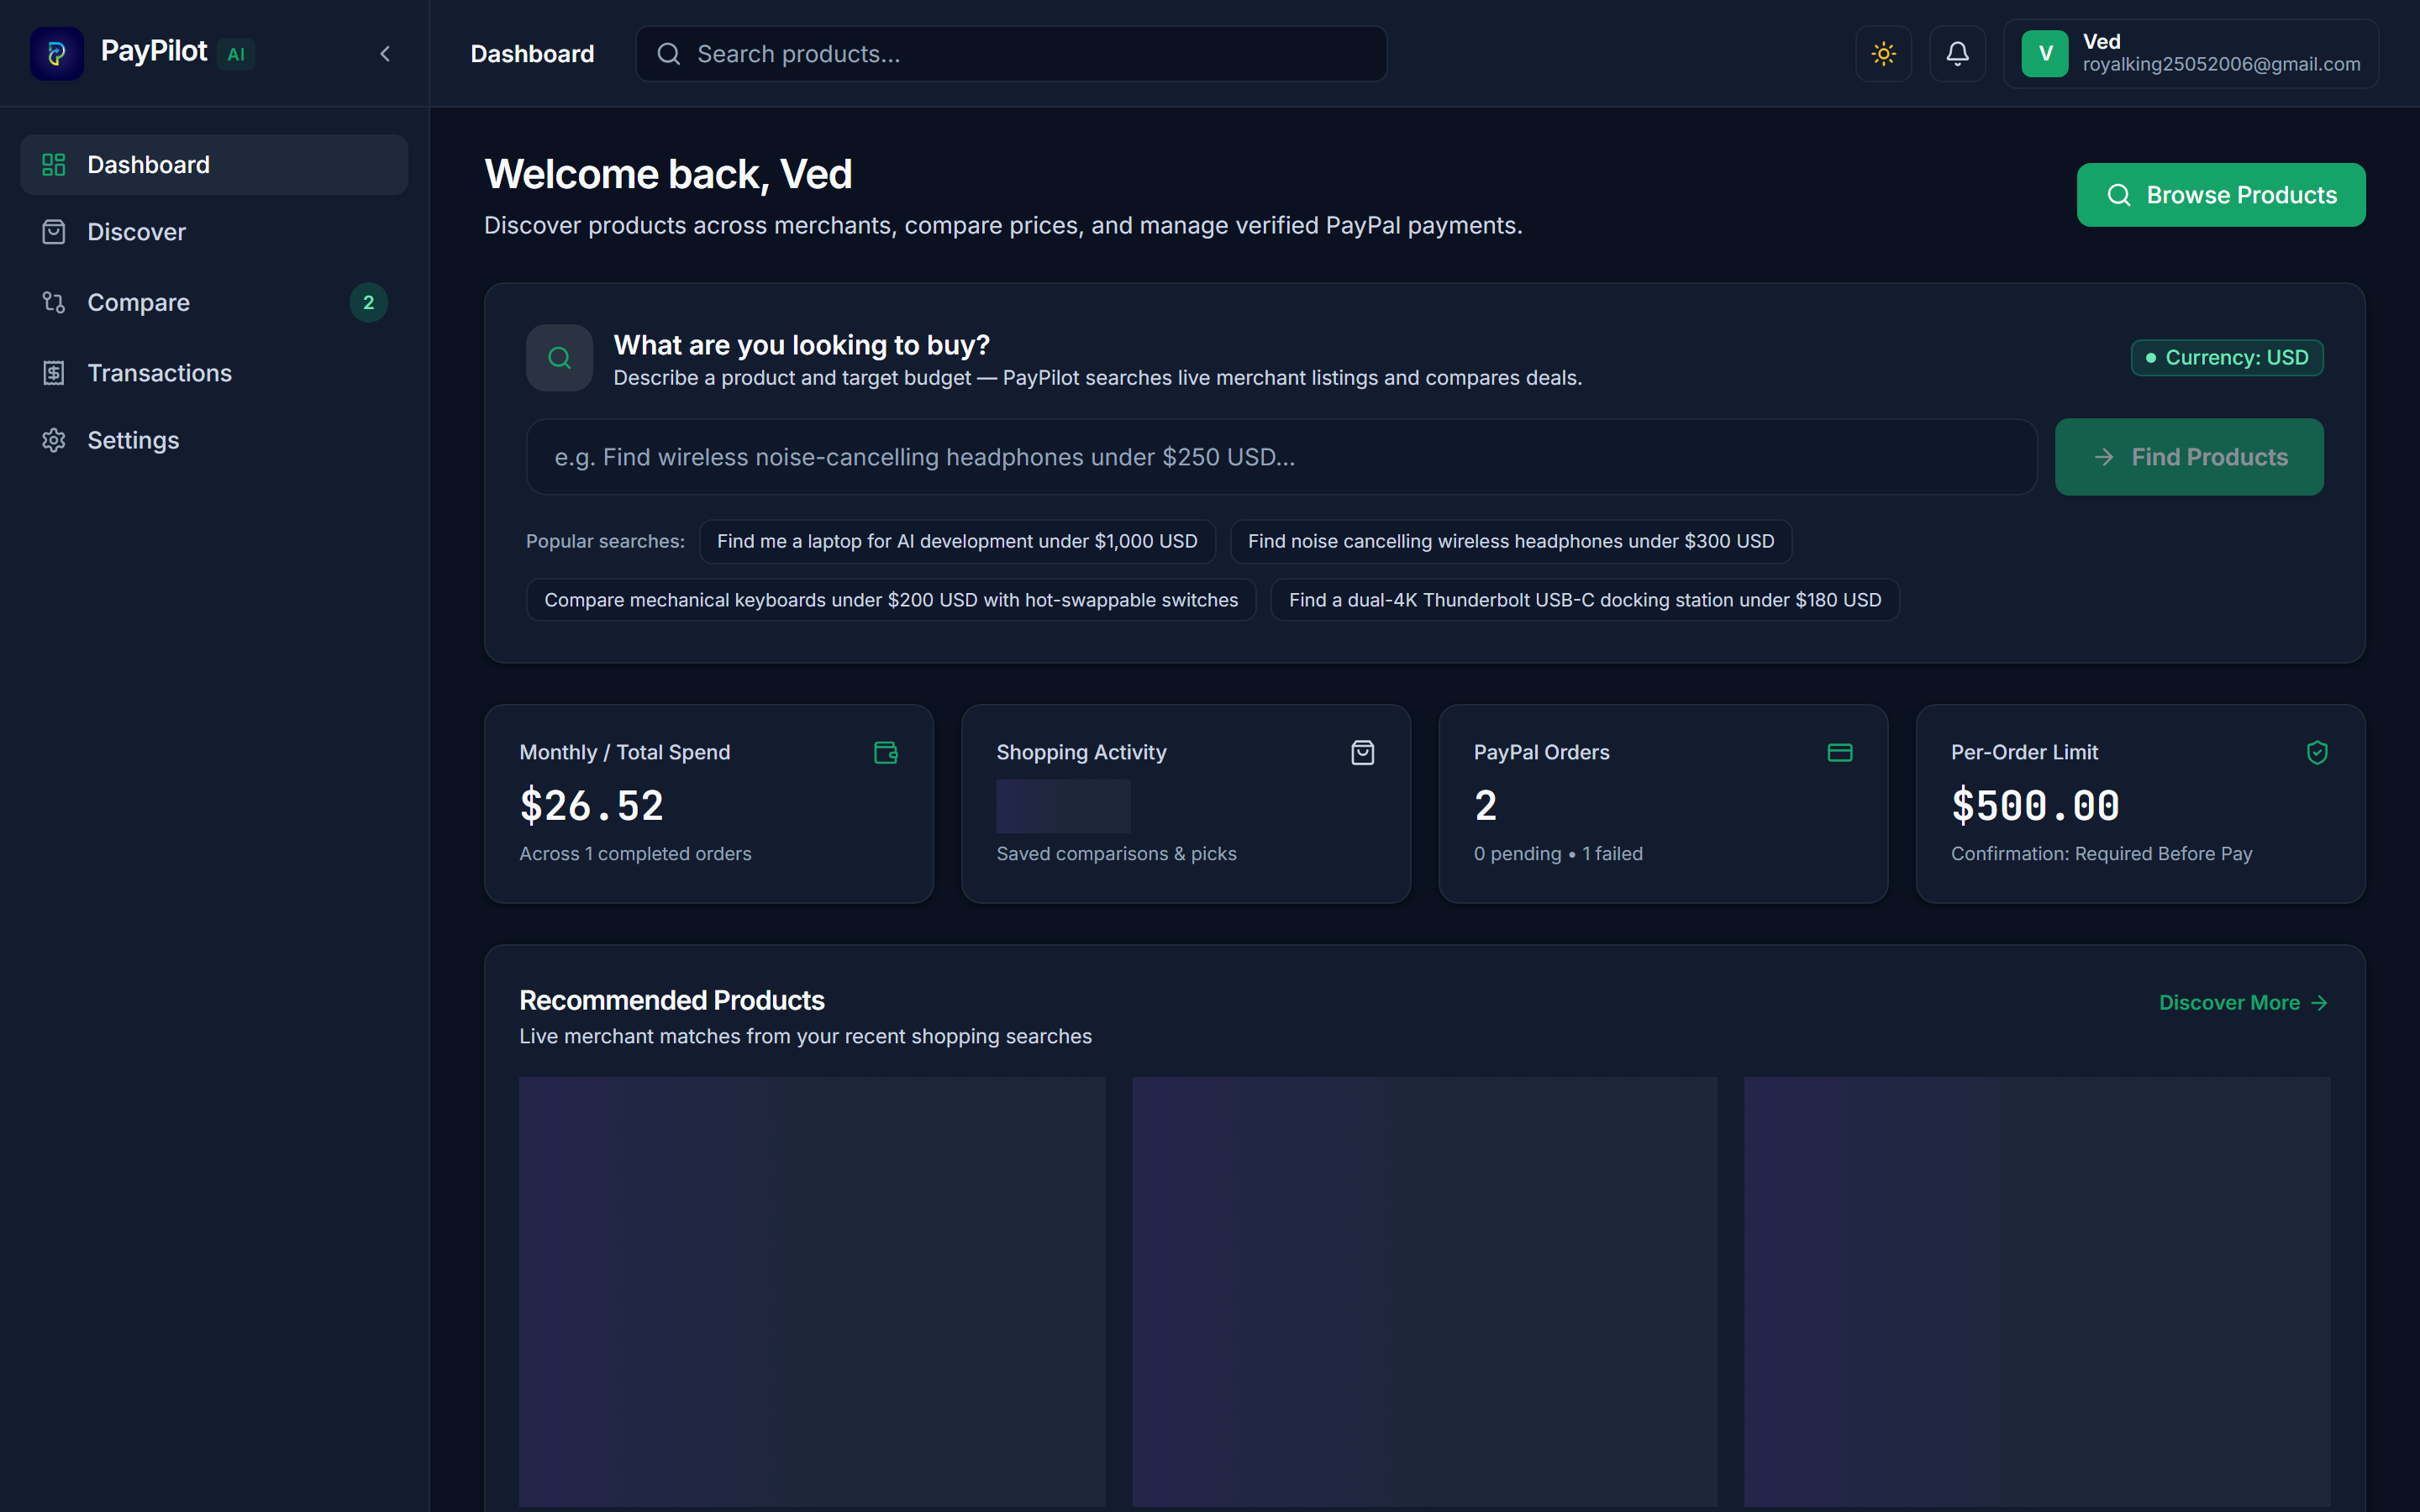 PayPilot AI
Dashboard
Search products...
V
Ved
royalking25052006@gmail.com
Dashboard
Discover
Compare
2
Transactions
Settings
Welcome back, Ved
Discover products across merchants, compare prices, and manage verified PayPal payments.
Browse Products
What are you looking to buy?
Describe a product and target budget — PayPilot searches live merchant listings and compares deals.
Currency: USD
e.g. Find wireless noise-cancelling headphones under $250 USD...
Find Products
Popular searches:
Find me a laptop for AI development under $1,000 USD
Find noise cancelling wireless headphones under $300 USD
Compare mechanical keyboards under $200 USD with hot-swappable switches
Find a dual-4K Thunderbolt USB-C docking station under $180 USD
Monthly / Total Spend
$26.52
Across 1 completed orders
Shopping Activity
Saved comparisons & picks
PayPal Orders
2
0 pending • 1 failed
Per-Order Limit
$500.00
Confirmation: Required Before Pay
Recommended Products
Live merchant matches from your recent shopping searches
Discover More